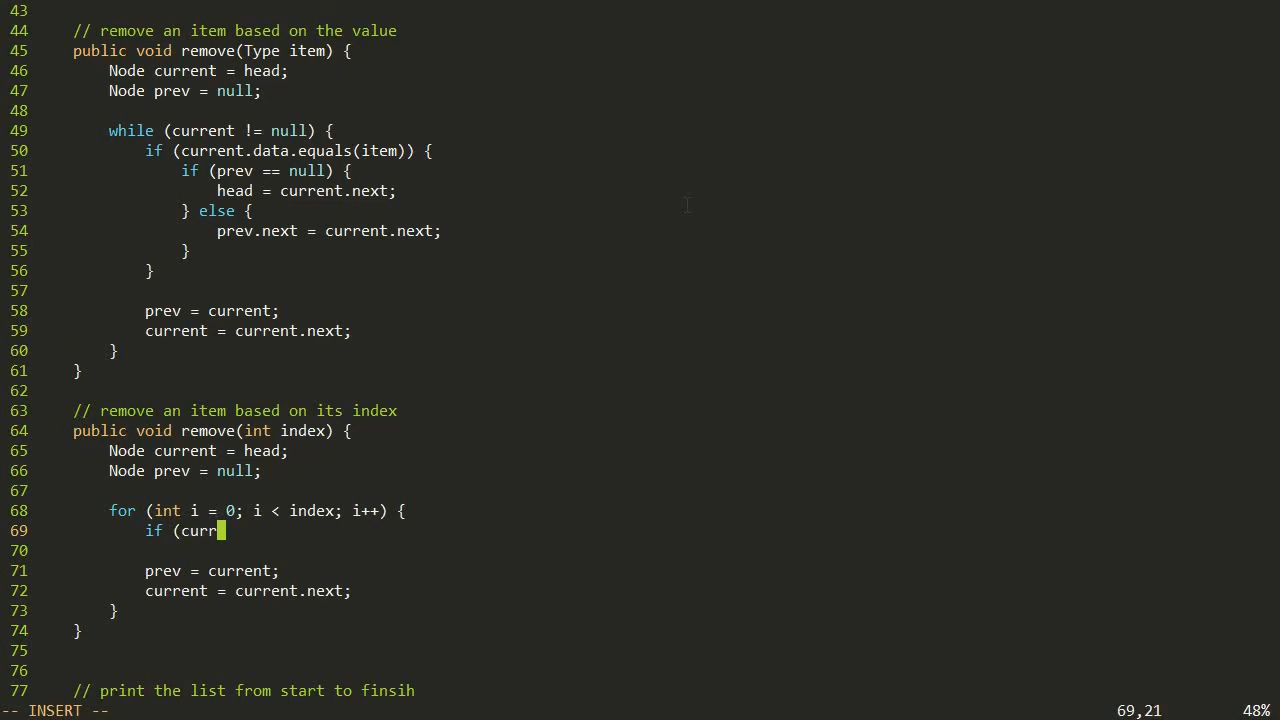 43
44     // remove an item based on the value
45     public void remove(Type item) {
46         Node current = head;
47         Node prev = null;
48
49         while (current != null) {
50             if (current.data.equals(item)) {
51                 if (prev == null) {
52                     head = current.next;
53                 } else {
54                     prev.next = current.next;
55                 }
56             }
57
58             prev = current;
59             current = current.next;
60         }
61     }
62
63     // remove an item based on its index
64     public void remove(int index) {
65         Node current = head;
66         Node prev = null;
67
68         for (int i = 0; i < index; i++) {
69             if (curr
70
71             prev = current;
72             current = current.next;
73         }
74     }
75
76
77     // print the list from start to finsih
-- INSERT --     69,21     48%